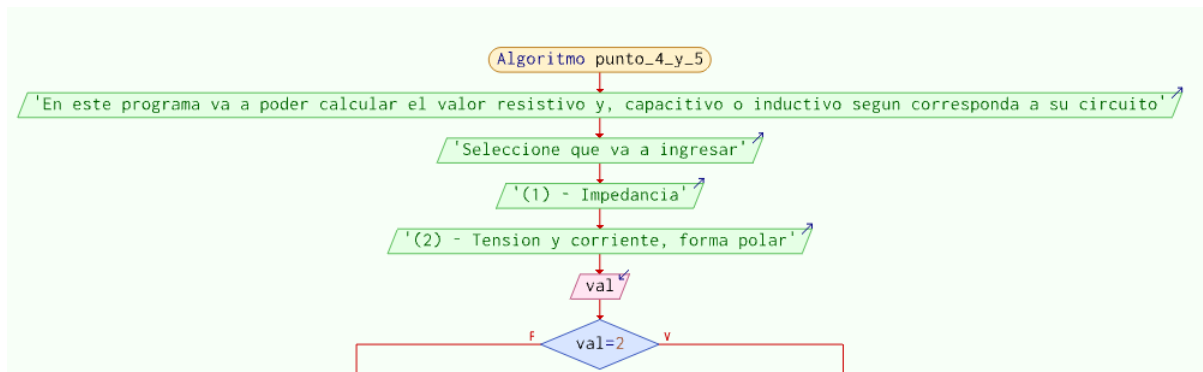 Algoritmo punto_4_y_5
'En este programa va a poder calcular el valor resistivo y, capacitivo o inductivo segun corresponda a su circuito'
'Seleccione que va a ingresar'
'(1) - Impedancia'
'(2) - Tension y corriente, forma polar'
val
F
V
val=2